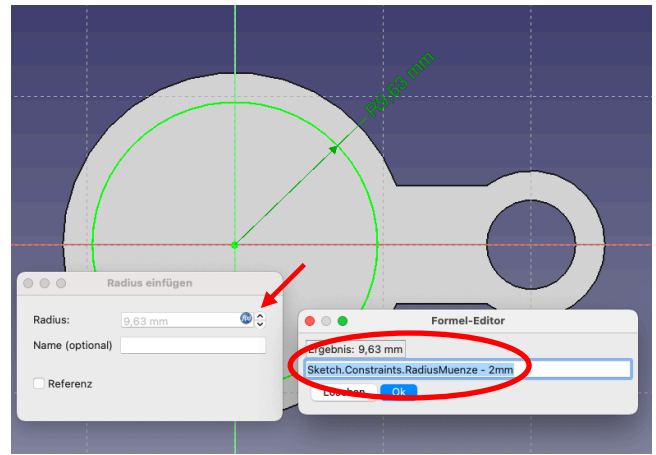 R9,63 mm
Radius einfügen
Radius:
9,63 mm
f(x)
Name (optional)
Referenz
Formel-Editor
Ergebnis: 9,63 mm
Sketch.Constraints.RadiusMuenze - 2mm
Löschen
Ok